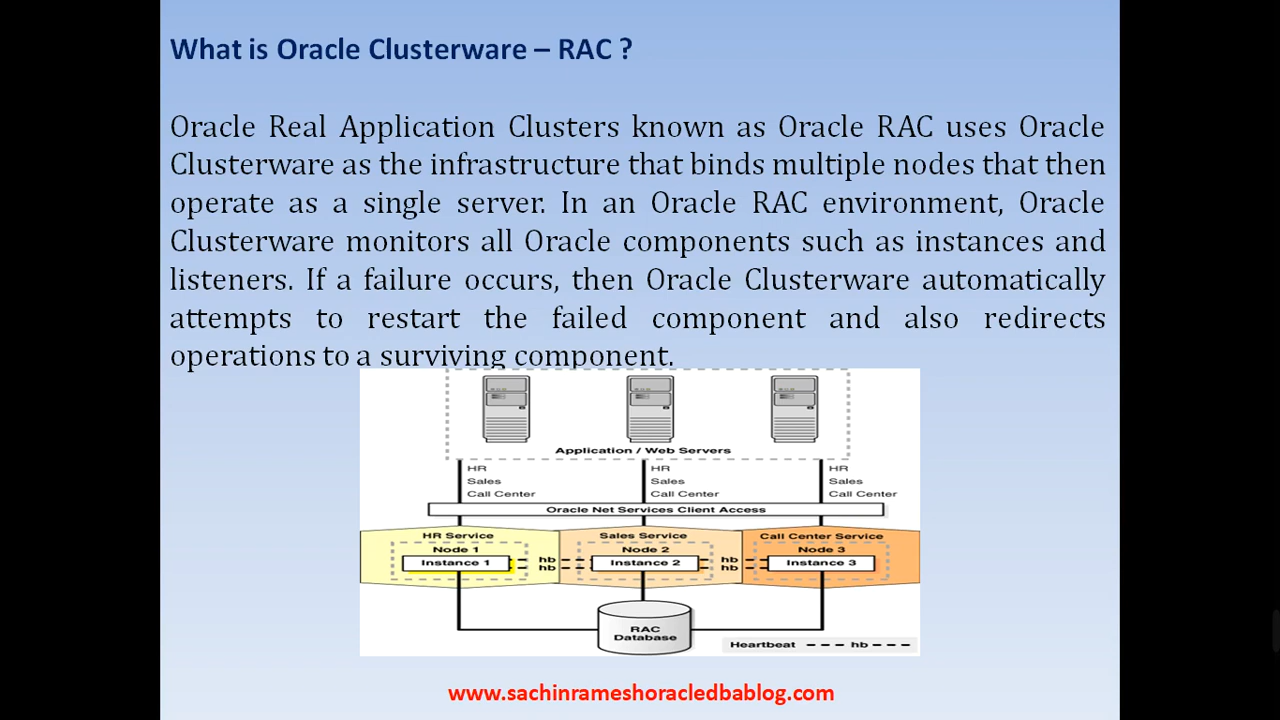 What is Oracle Clusterware – RAC ?
Oracle Real Application Clusters known as Oracle RAC uses Oracle
Clusterware as the infrastructure that binds multiple nodes that then
operate as a single server. In an Oracle RAC environment, Oracle
Clusterware monitors all Oracle components such as instances and
listeners. If a failure occurs, then Oracle Clusterware automatically
attempts to restart the failed component and also redirects
operations to a surviving component.
Application / Web Servers
HR HR HR
Sales Sales Sales
Call Center Call Center Call Center
Oracle Net Services Client Access
HR Service Sales Service Call Center Service
Node 1 Node 2 Node 3
hb hb
Instance 1 Instance 2 Instance 3
hb hb
RAC
Database
Heartbeat hb
www.sachinrameshoracledbablog.com